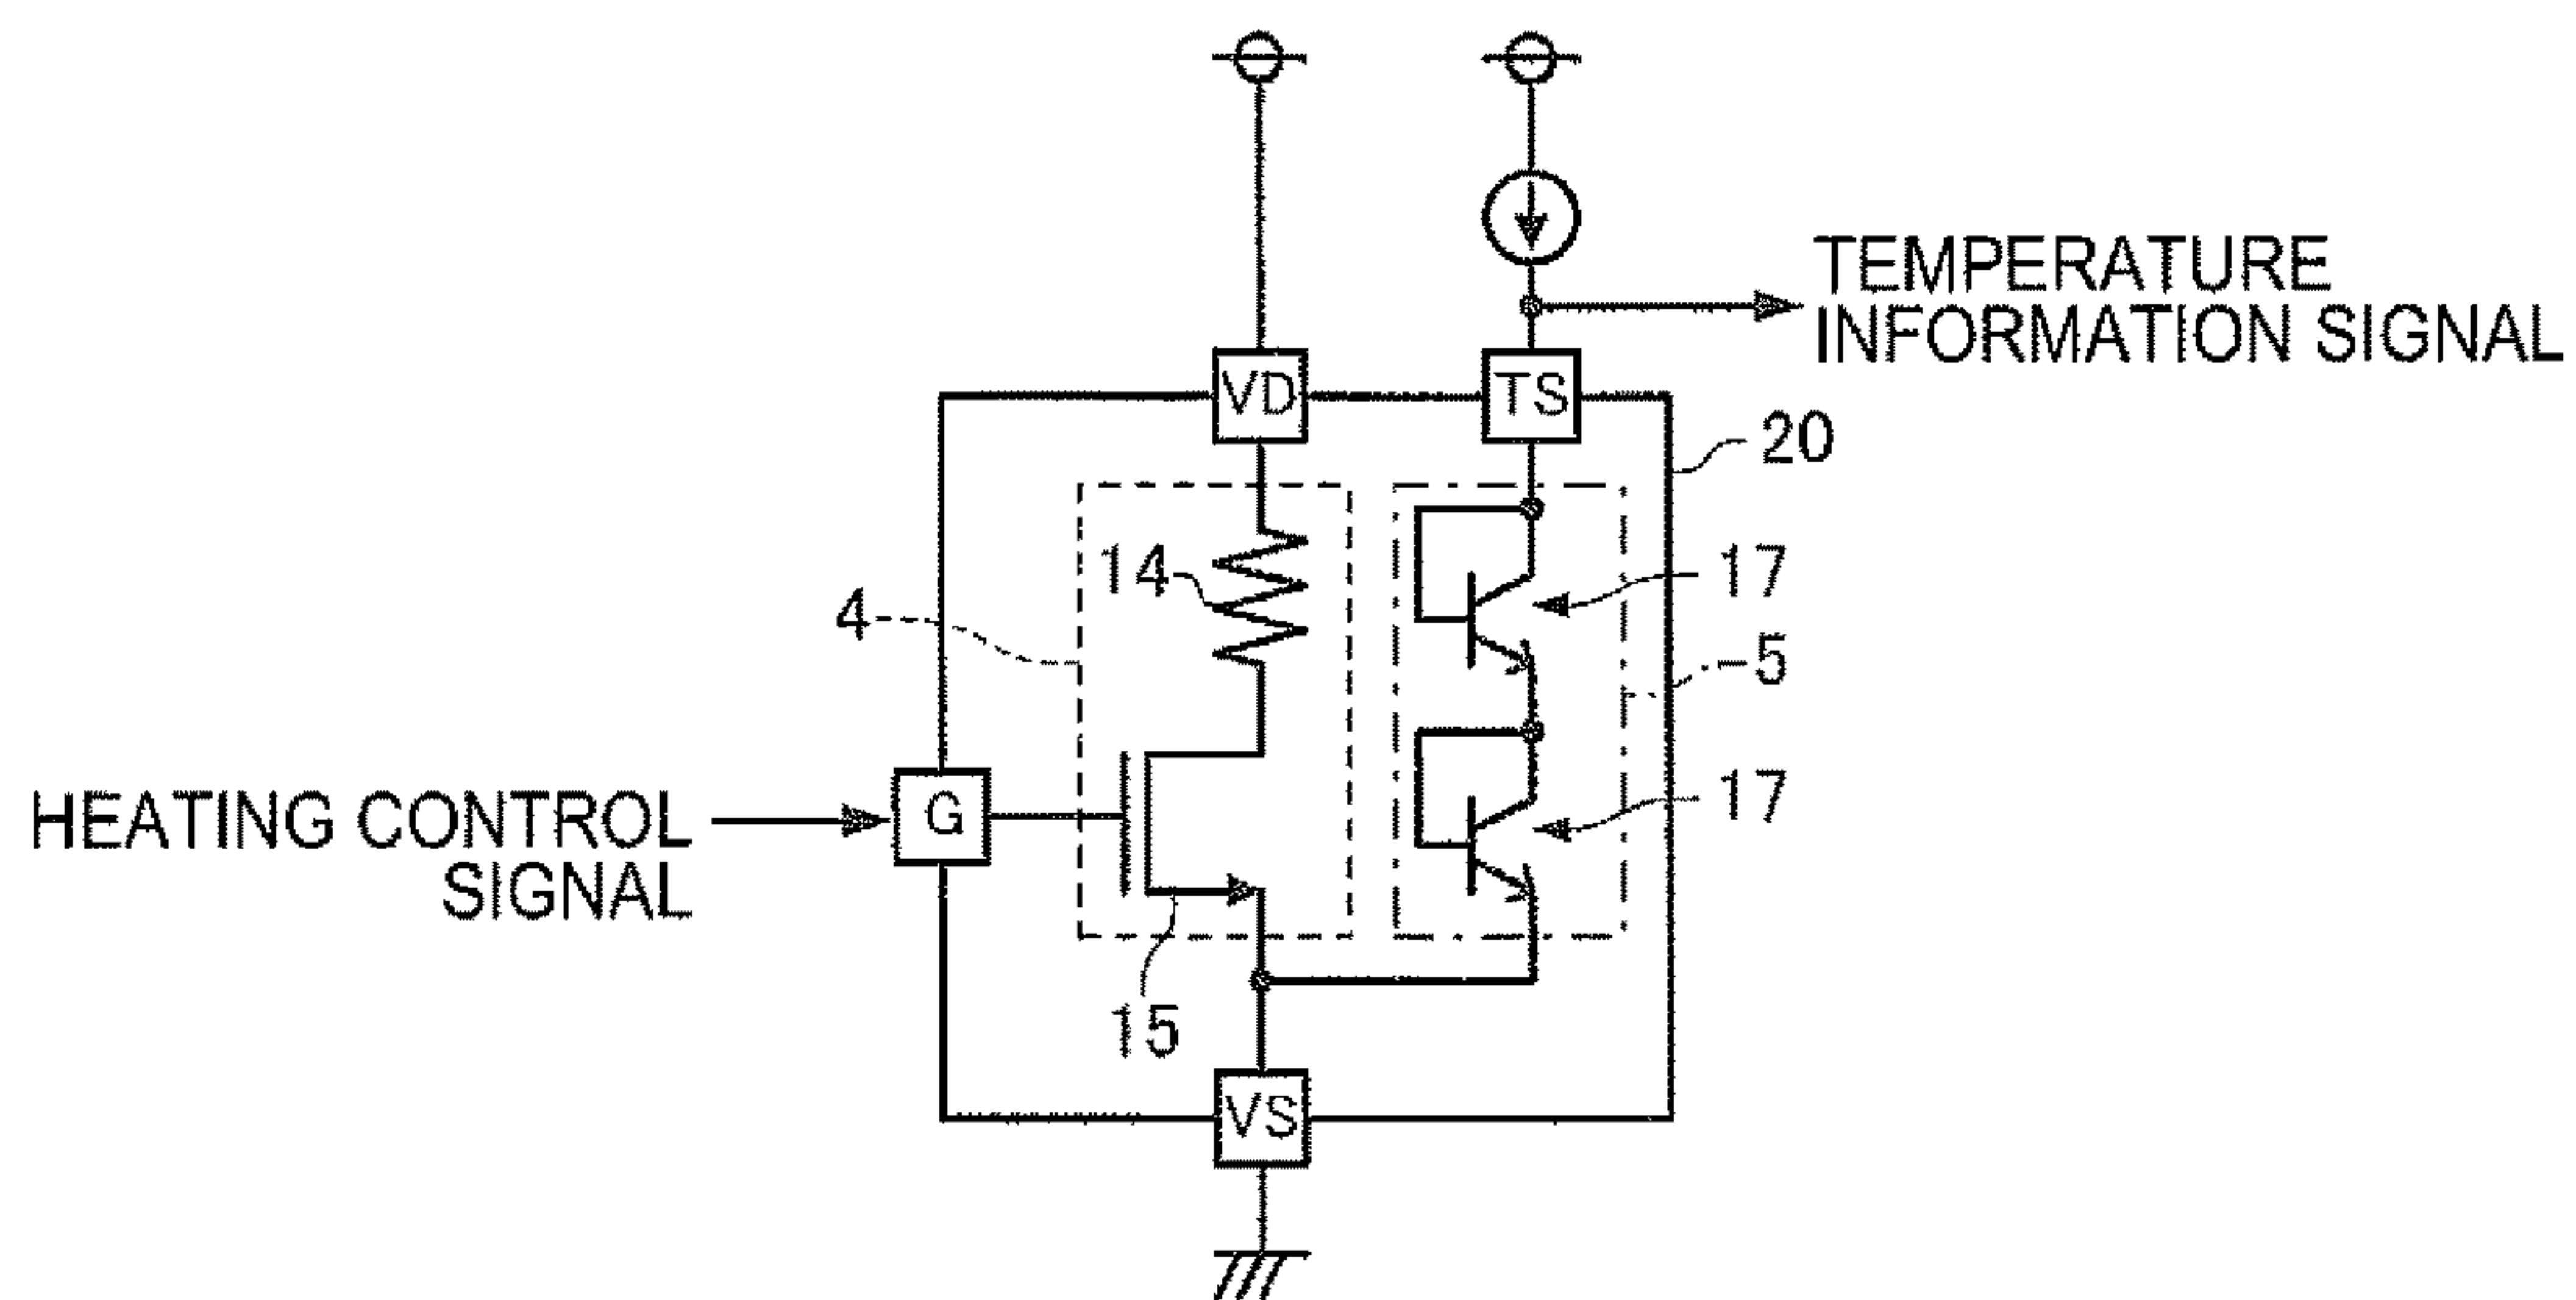 TEMPERATURE
INFORMATION SIGNAL
VD
TS
20
14
17
4
5
HEATING CONTROL
SIGNAL
G
17
15
VS